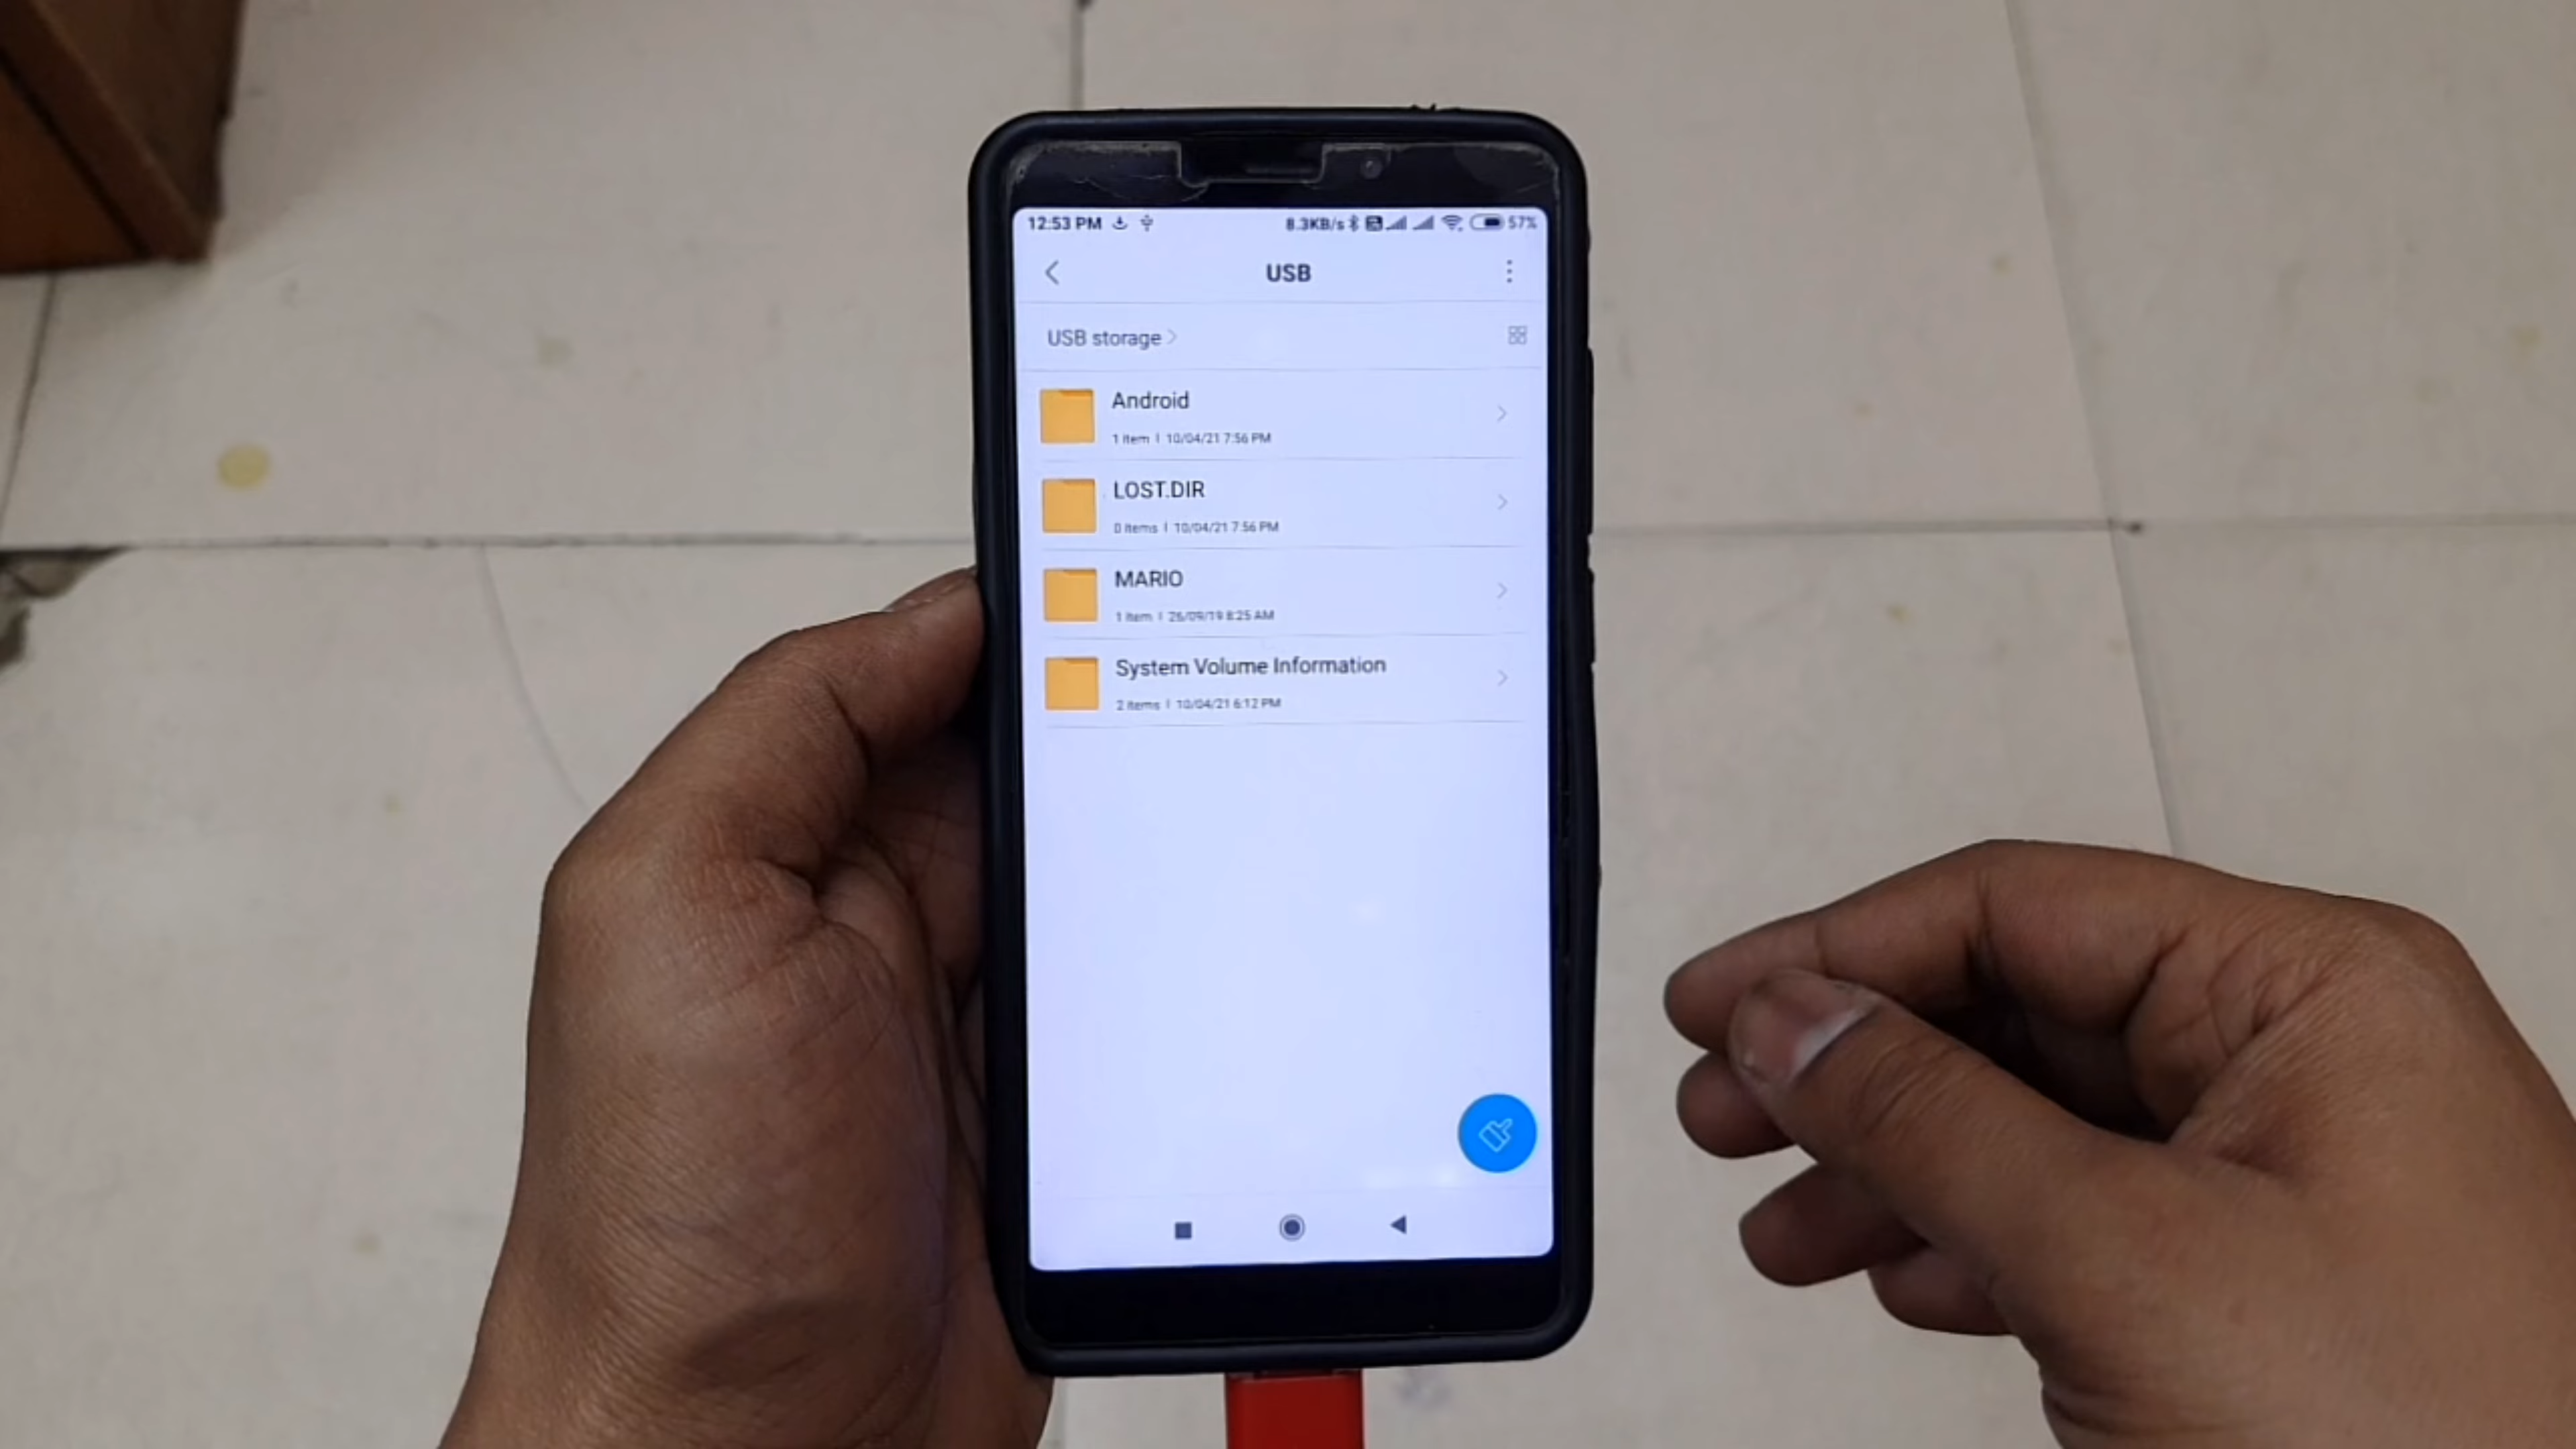 12:53 PM 8.3KB/s 57%
USB
USB storage
Android
1 item | 10/04/21 7:56 PM
LOST.DIR
0 items | 10/04/21 7:56 PM
MARIO
1 item | 26/09/19 8:25 AM
System Volume Information
2 items | 10/04/21 6:12 PM